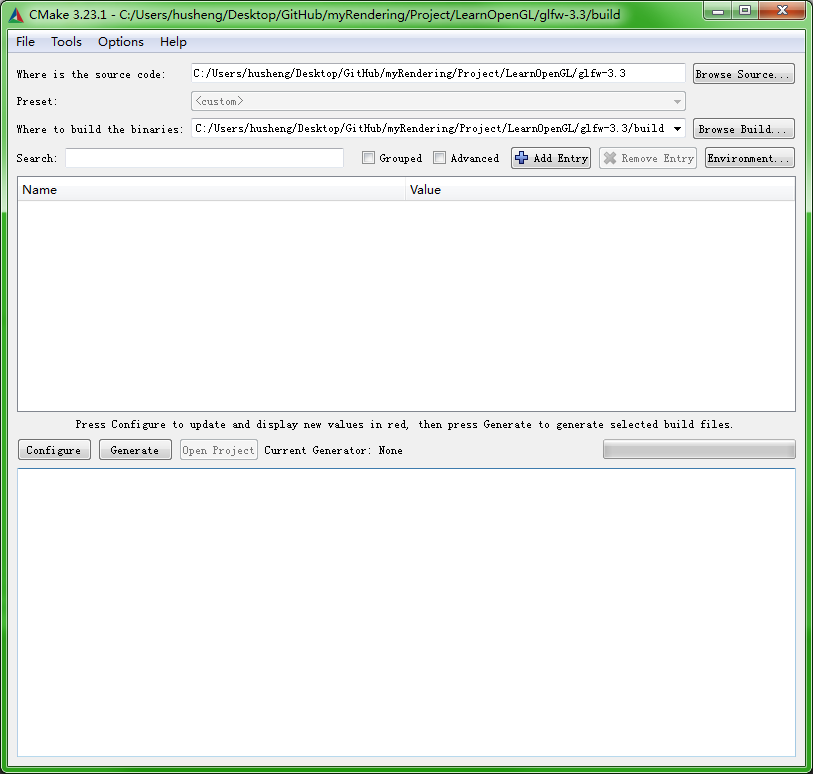 CMake 3.23.1 - C:/Users/husheng/Desktop/GitHub/myRendering/Project/LearnOpenGL/glfw-3.3/build
File Tools Options Help
Where is the source code: C:/Users/husheng/Desktop/GitHub/myRendering/Project/LearnOpenGL/glfw-3.3 Browse Source...
Preset: <custom>
Where to build the binaries: C:/Users/husheng/Desktop/GitHub/myRendering/Project/LearnOpenGL/glfw-3.3/build Browse Build...
Search: Grouped Advanced Add Entry Remove Entry Environment...
Name Value
Press Configure to update and display new values in red, then press Generate to generate selected build files.
Configure Generate Open Project Current Generator: None